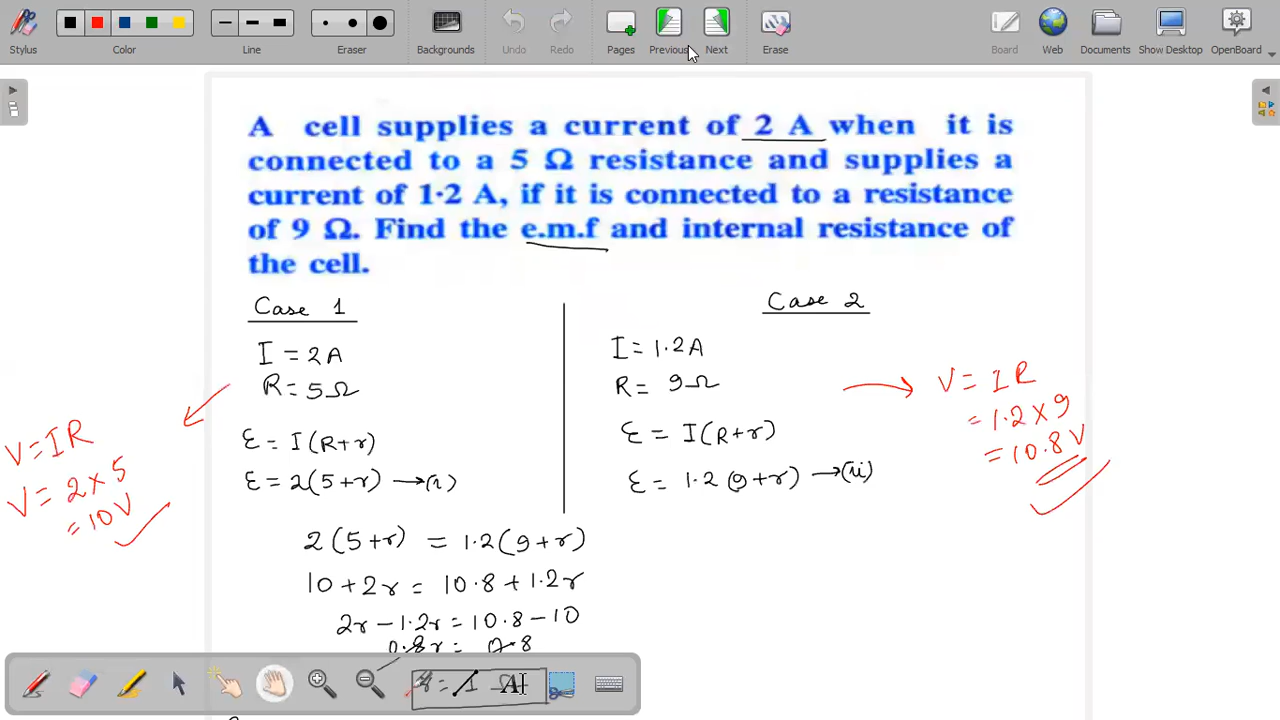 Stylus
Color
Line
Eraser
Backgrounds
Undo
Redo
Pages
Previous
Next
Erase
Board
Web
Documents
Show Desktop
OpenBoard
A cell supplies a current of 2 A when it is
connected to a 5 Ω resistance and supplies a
current of 1·2 A, if it is connected to a resistance
of 9 Ω. Find the e.m.f and internal resistance of
the cell.
Case 1
I = 2A
R = 5Ω
Ɛ = I(R+r)
Ɛ = 2(5+r) →(i)
V = IR
V = 2 × 5
= 10V
Case 2
I = 1·2A
R = 9Ω
Ɛ = I(R+r)
Ɛ = 1·2(9+r) →(ii)
V = IR
= 1·2 × 9
= 10·8 V
2(5+r) = 1·2(9+r)
10 + 2r = 10·8 + 1·2r
2r − 1·2r = 10·8 − 10
0·8r = 0·8